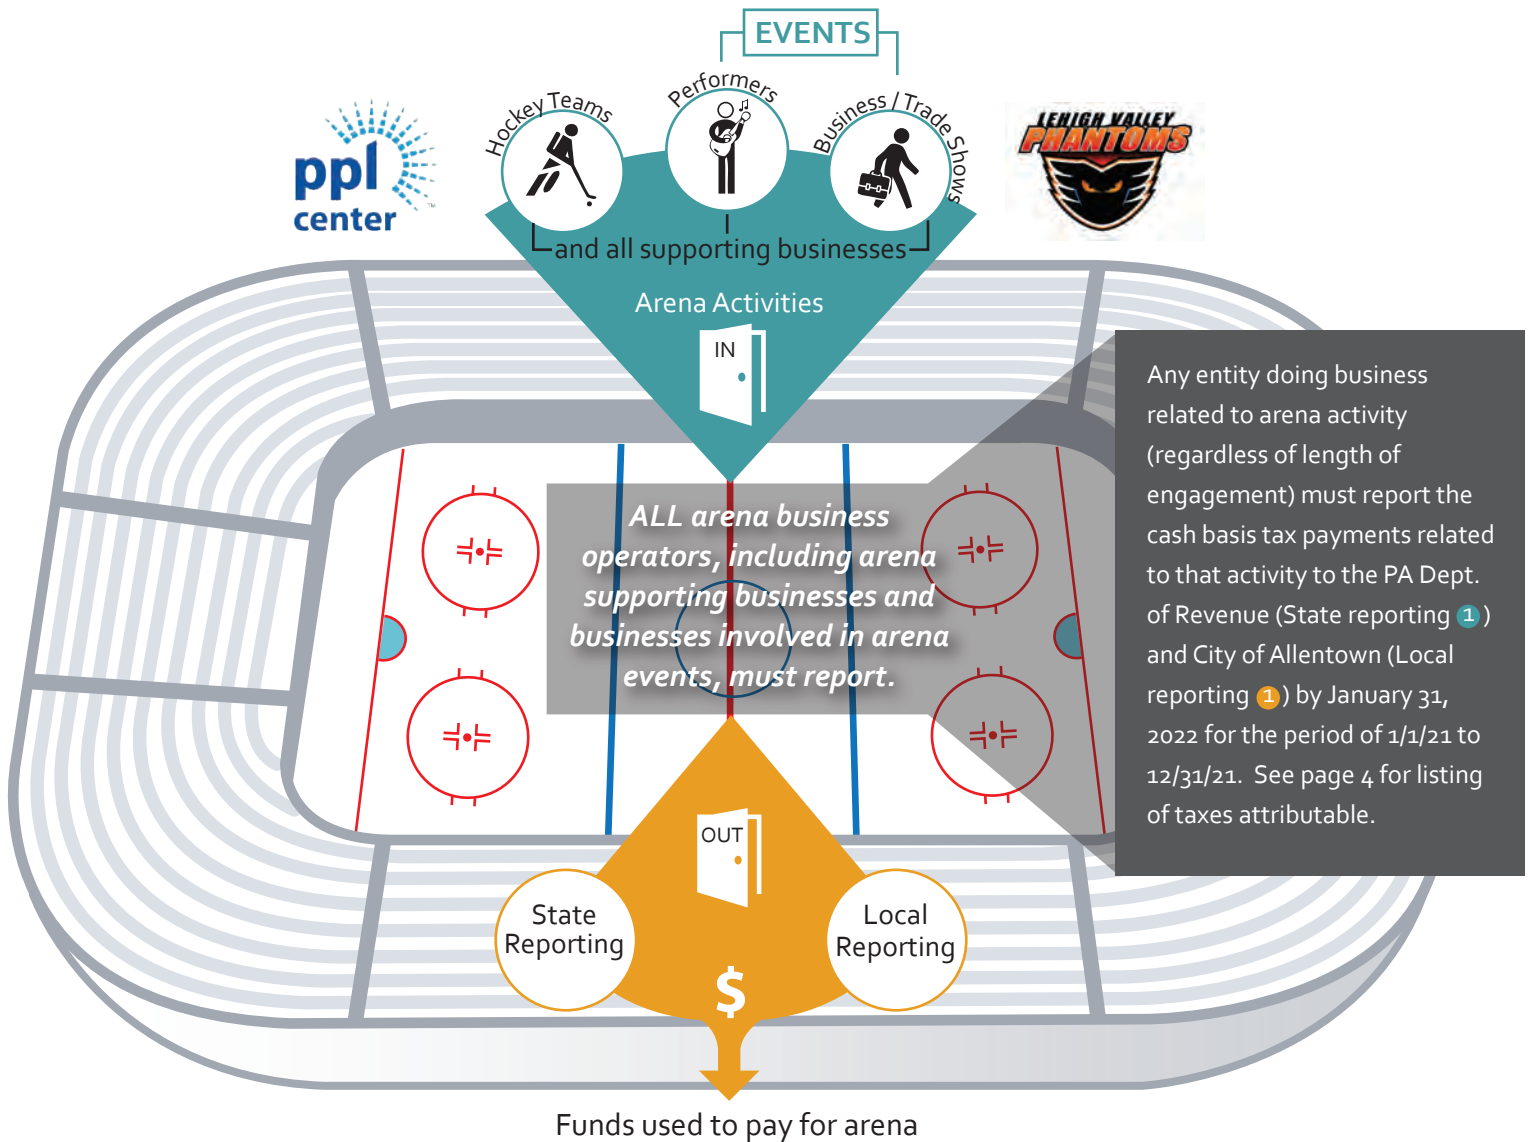 EVENTS
Hockey Teams
Performers
Business / Trade Shows
ppl
center
TM
LEHIGH VALLEY
PHANTOMS
and all supporting businesses
Arena Activities
IN
ALL arena business
operators, including arena
supporting businesses and
businesses involved in arena
events, must report.
Any entity doing business
related to arena activity
(regardless of length of
engagement) must report the
cash basis tax payments related
to that activity to the PA Dept.
of Revenue (State reporting 1)
and City of Allentown (Local
reporting 1) by January 31,
2022 for the period of 1/1/21 to
12/31/21. See page 4 for listing
of taxes attributable.
OUT
State
Reporting
Local
Reporting
$
Funds used to pay for arena